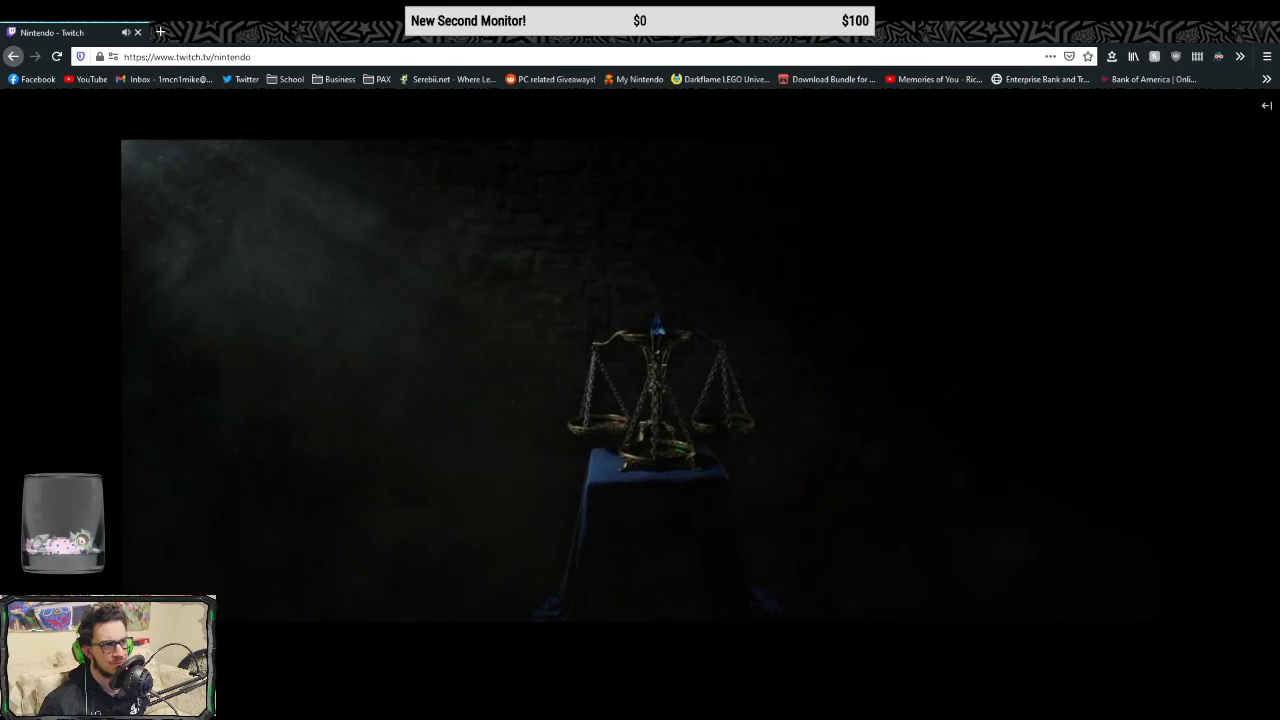 New Second Monitor! $0 $100
Nintendo - Twitch
https://www.twitch.tv/nintendo
Facebook YouTube Inbox - 1mcn1mike@... Twitter School Business PAX Serebii.net - Where Le... PC related Giveaways! My Nintendo Darkflame LEGO Unive... Download Bundle for ... Memories of You - Ric... Enterprise Bank and Tr... Bank of America | Onli...